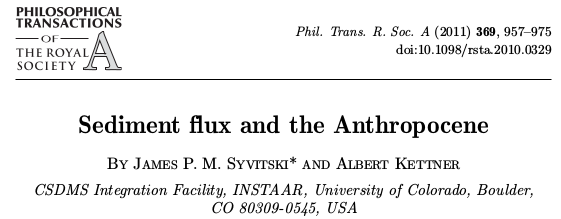 PHILOSOPHICAL
TRANSACTIONS
OF
THE ROYAL
SOCIETY
A
Phil. Trans. R. Soc. A (2011) 369, 957–975
doi:10.1098/rsta.2010.0329
Sediment flux and the Anthropocene
By James P. M. Syvitski* and Albert Kettner
CSDMS Integration Facility, INSTAAR, University of Colorado, Boulder,
CO 80309-0545, USA